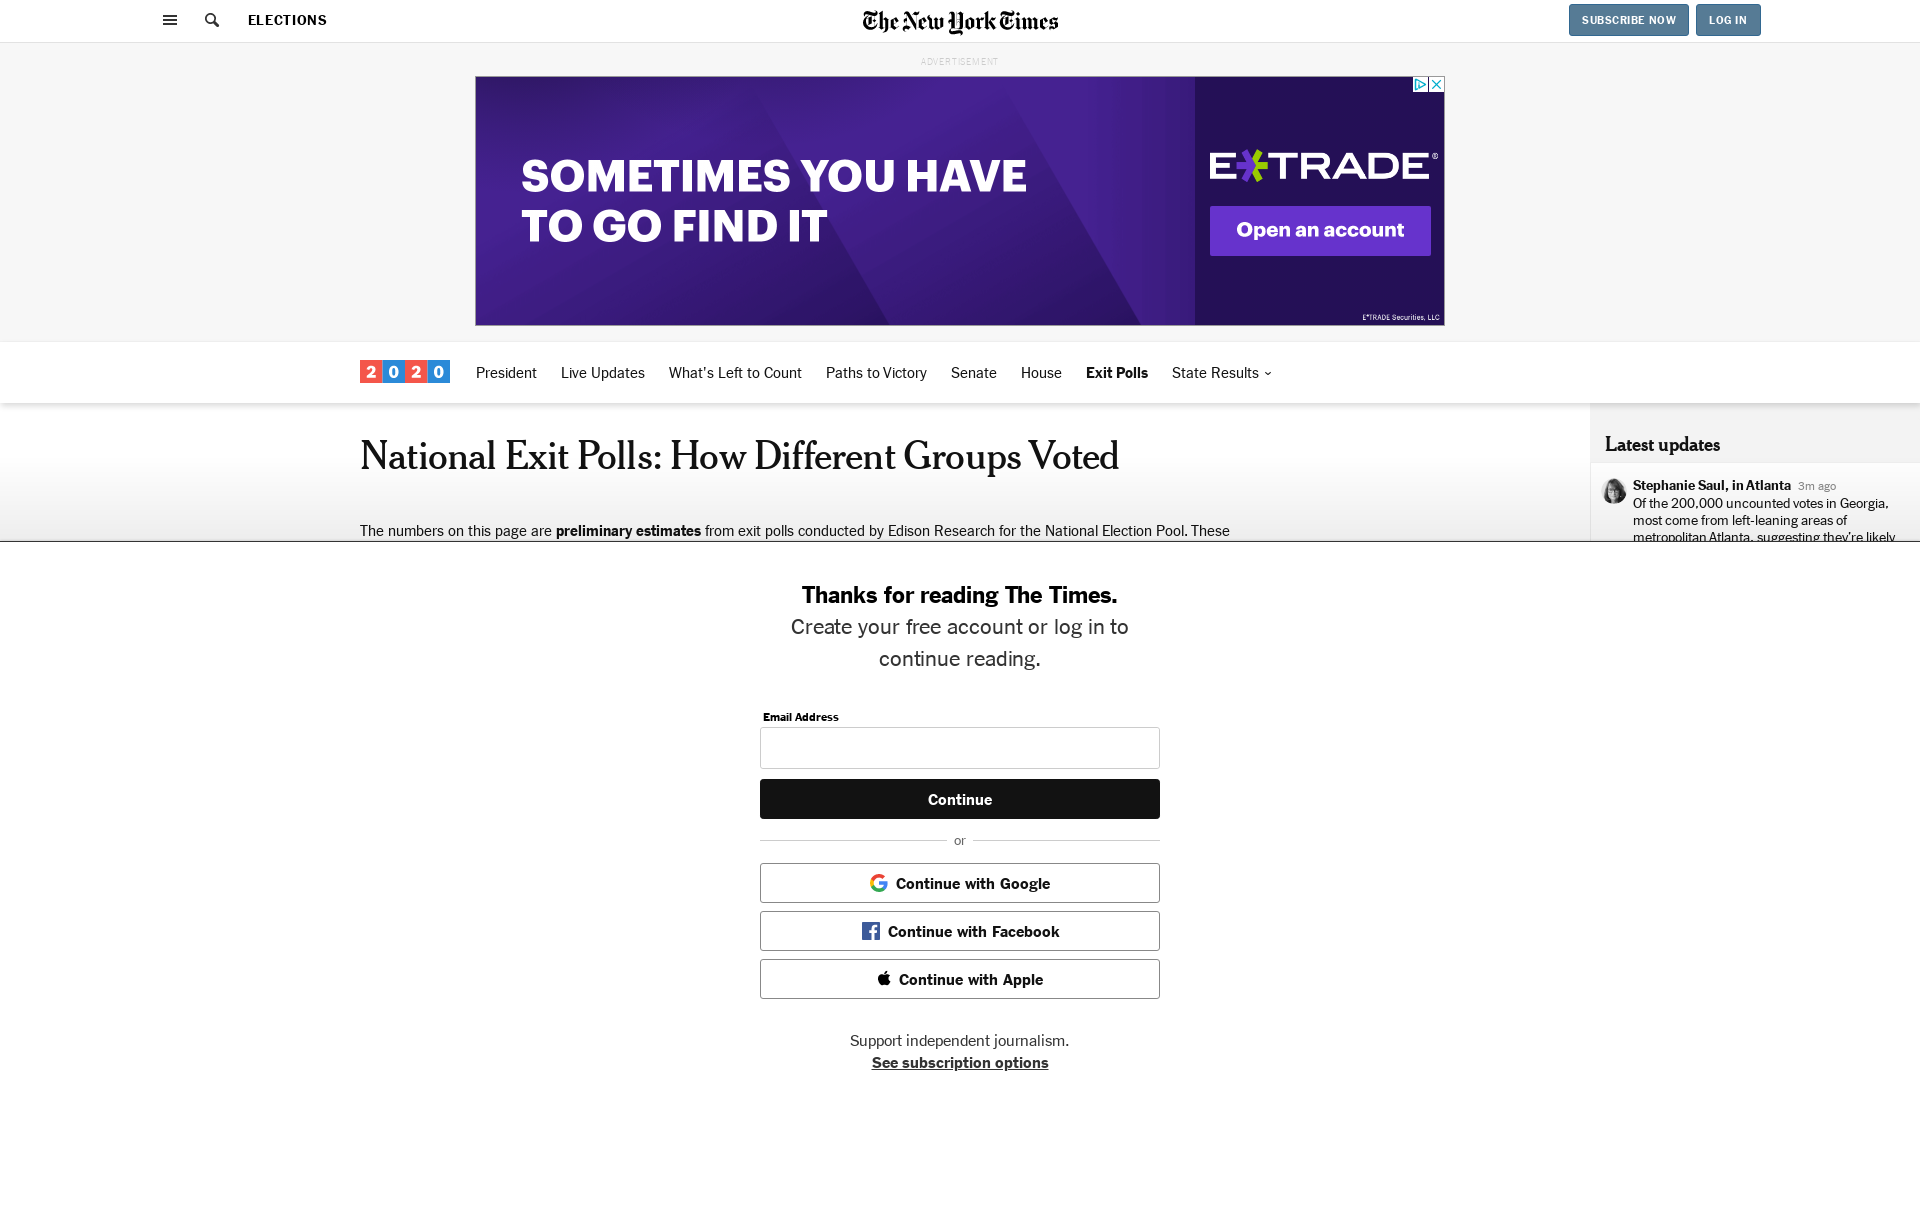 ELECTIONS
The New York Times
SUBSCRIBE NOW
LOG IN
ADVERTISEMENT
SOMETIMES YOU HAVE
TO GO FIND IT
E*TRADE®
Open an account
E*TRADE Securities, LLC
2020
President
Live Updates
What's Left to Count
Paths to Victory
Senate
House
Exit Polls
State Results
National Exit Polls: How Different Groups Voted
The numbers on this page are preliminary estimates from exit polls conducted by Edison Research for the National Election Pool. These
Latest updates
Stephanie Saul, in Atlanta 3m ago
Of the 200,000 uncounted votes in Georgia,
most come from left-leaning areas of
metropolitan Atlanta, suggesting they're likely
Thanks for reading The Times.
Create your free account or log in to
continue reading.
Email Address
Continue
or
Continue with Google
Continue with Facebook
Continue with Apple
Support independent journalism.
See subscription options